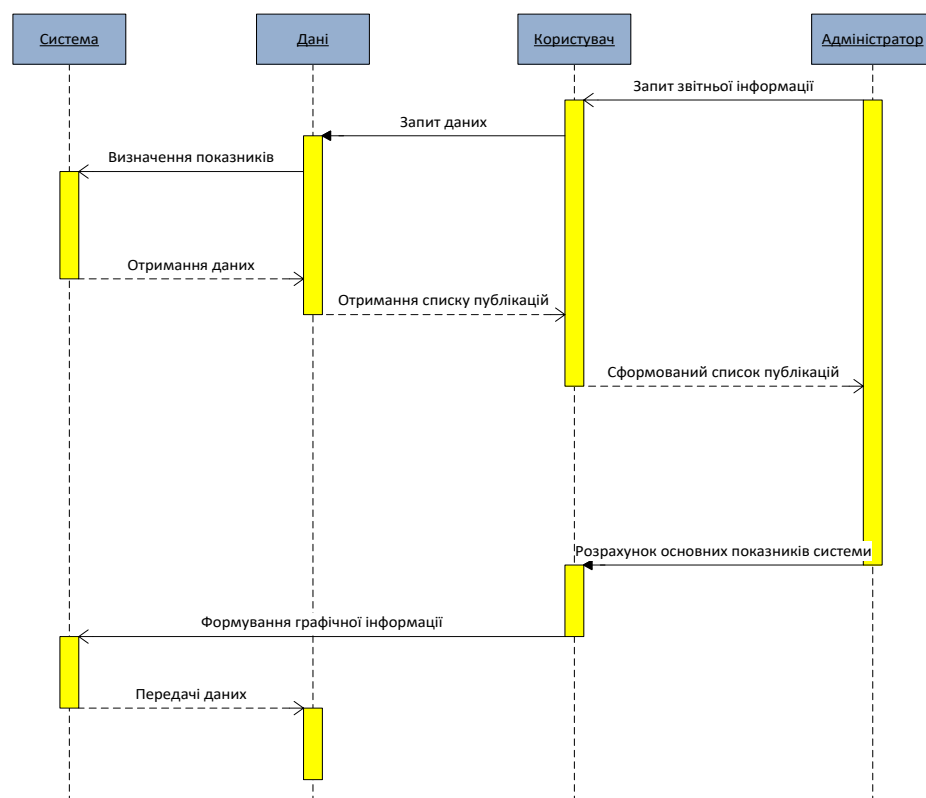 Система
Дані
Користувач
Адміністратор
Запит звітньої інформації
Запит даних
Визначення показників
Отримання даних
Отримання списку публікацій
Сформований список публікацій
Розрахунок основних показників системи
Формування графічної інформації
Передачі даних